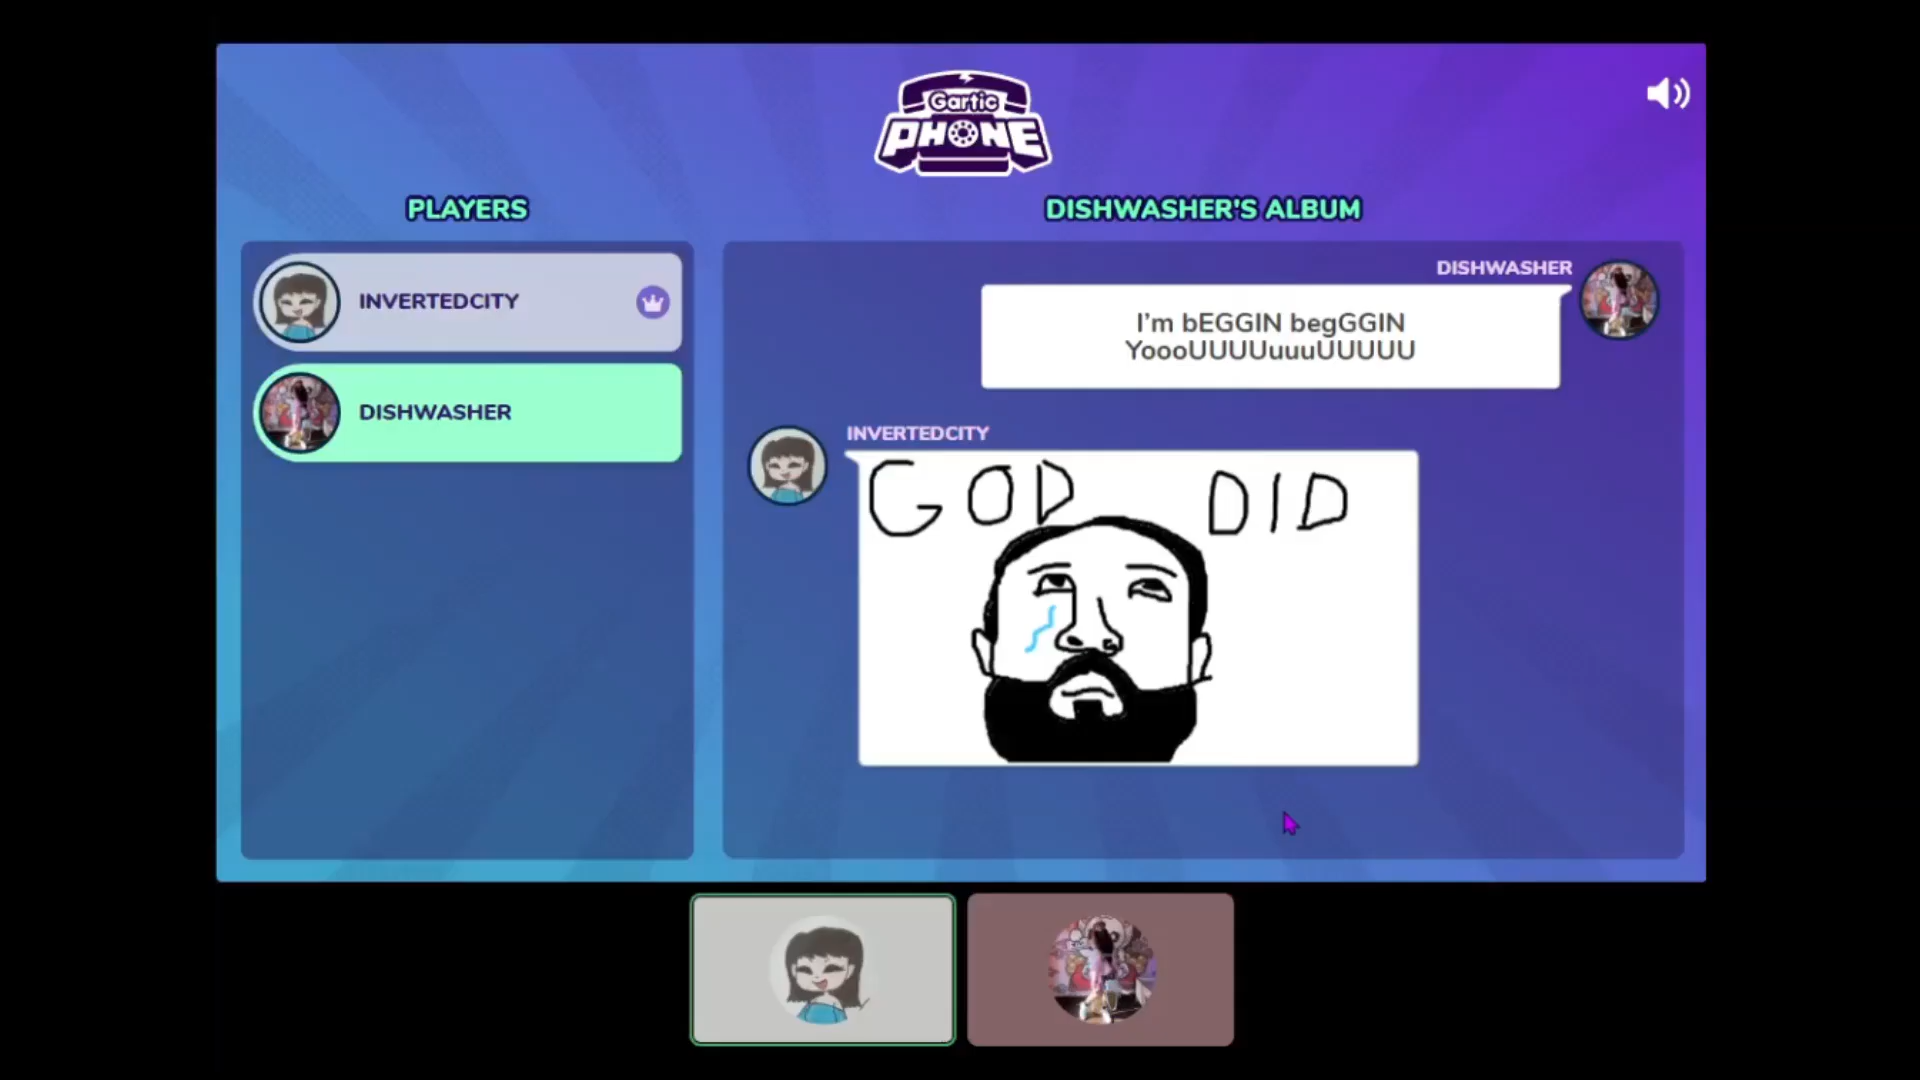 Gartic
PHONE
PLAYERS
DISHWASHER'S ALBUM
INVERTEDCITY
DISHWASHER
DISHWASHER
I'm bEGGIN begGGIN
YoooUUUUuuuUUUUU
INVERTEDCITY
GOD DID